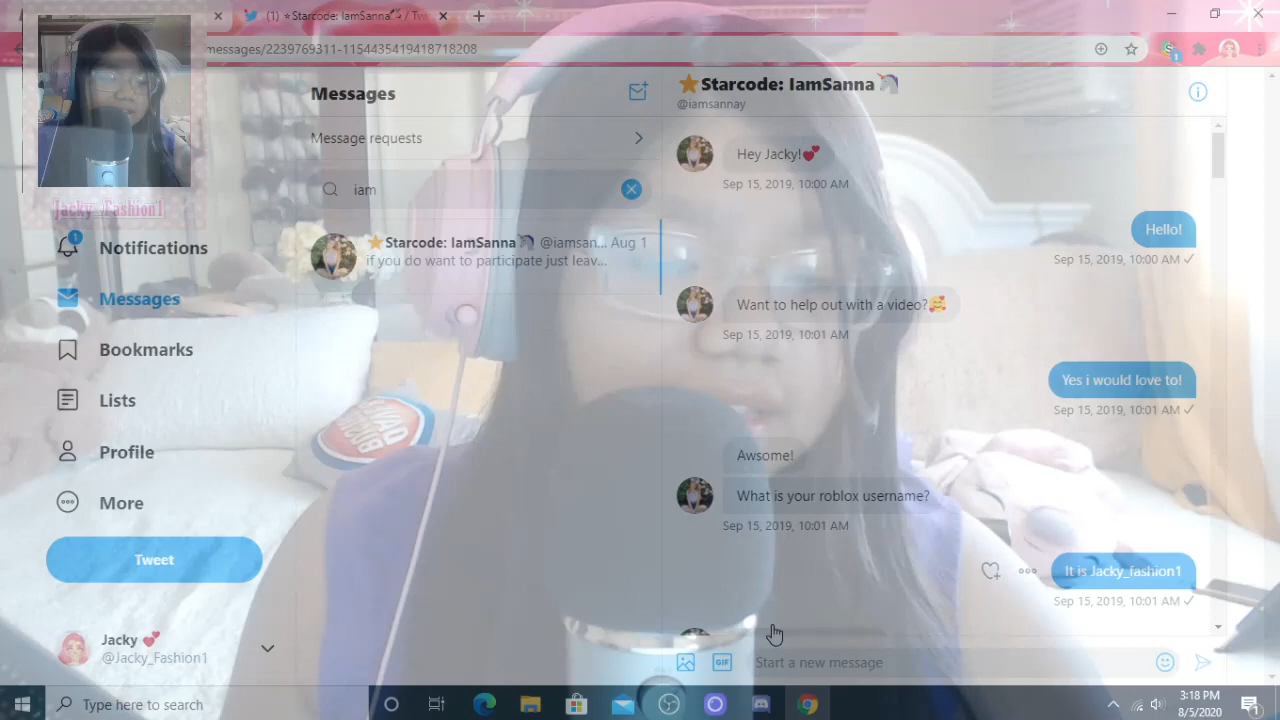 (1) ⭐Starcode: IamSanna🦄 / Tw
messages/2239769311-1154435419418718208
Jacky_Fashion1
1
Notifications
Messages
Bookmarks
Lists
Profile
More
Tweet
Jacky 💕
@Jacky_Fashion1
Messages
Message requests
iam
⭐Starcode: IamSanna🦄 @iamsan... Aug 1
if you do want to participate just leav...
⭐Starcode: IamSanna 🦄
@iamsannay
Hey Jacky!💕
Sep 15, 2019, 10:00 AM
Hello!
Sep 15, 2019, 10:00 AM ✓
Want to help out with a video?🥰
Sep 15, 2019, 10:01 AM
Yes i would love to!
Sep 15, 2019, 10:01 AM ✓
Awsome!
What is your roblox username?
Sep 15, 2019, 10:01 AM
It is Jacky_fashion1
Sep 15, 2019, 10:01 AM ✓
GIF
Start a new message
Type here to search
3:18 PM
8/5/2020